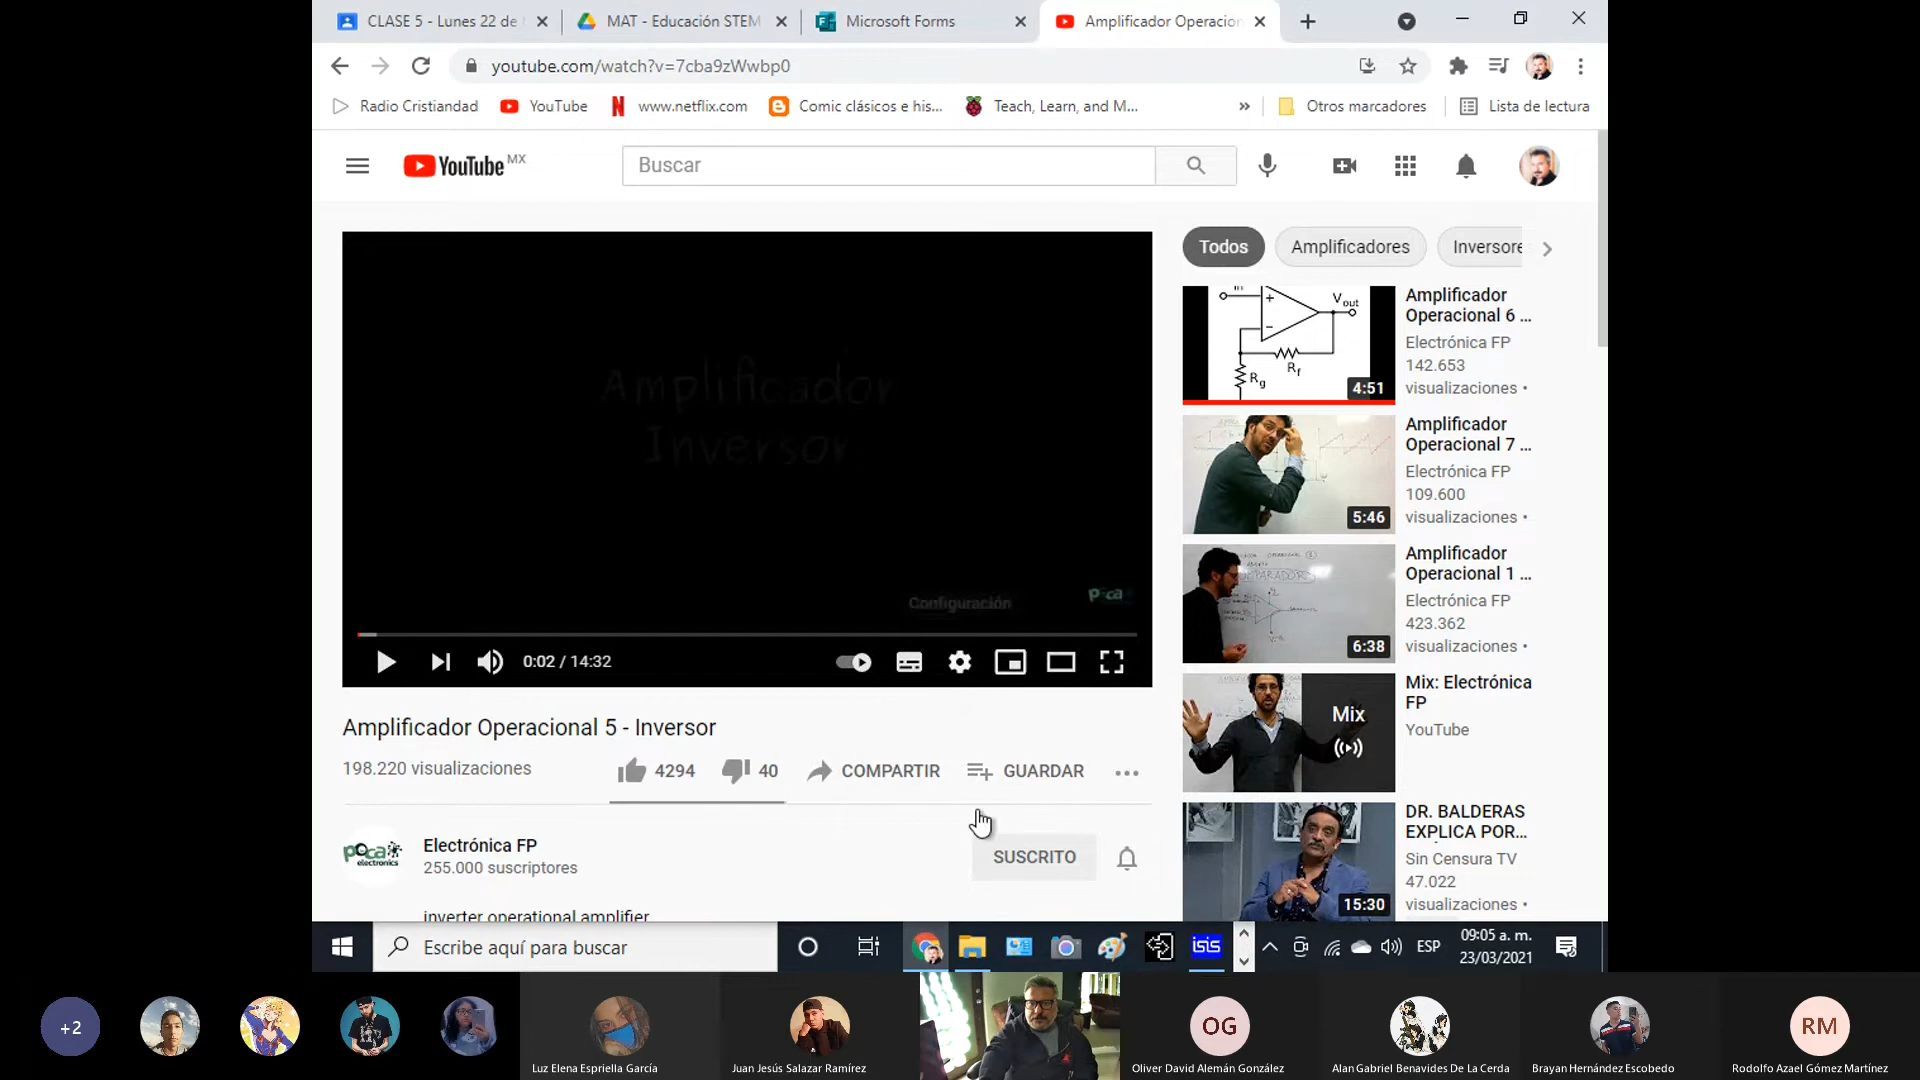 CLASE 5 - Lunes 22 de
MAT - Educación STEM
Microsoft Forms
Amplificador Operacion
youtube.com/watch?v=7cba9zWwbp0
Radio Cristiandad
YouTube
www.netflix.com
Comic clásicos e his...
Teach, Learn, and M...
Otros marcadores
Lista de lectura
YouTube MX
Buscar
Amplificador
Inversor
Configuración
poca
0:02 / 14:32
Amplificador Operacional 5 - Inversor
198.220 visualizaciones
4294
40
COMPARTIR
GUARDAR
poca
electronics
Electrónica FP
255.000 suscriptores
SUSCRITO
inverter operational amplifier
Todos
Amplificadores
Inversore
Vout
Rf
Rg
4:51
Amplificador
Operacional 6 ...
Electrónica FP
142.653
visualizaciones •
5:46
Amplificador
Operacional 7 ...
Electrónica FP
109.600
visualizaciones •
6:38
Amplificador
Operacional 1 ...
Electrónica FP
423.362
visualizaciones •
Mix
Mix: Electrónica
FP
YouTube
15:30
DR. BALDERAS
EXPLICA POR...
Sin Censura TV
47.022
visualizaciones •
Escribe aquí para buscar
isis
ESP
09:05 a. m.
23/03/2021
+2
Luz Elena Espriella García
Juan Jesús Salazar Ramírez
OG
Oliver David Alemán González
Alan Gabriel Benavides De La Cerda
Brayan Hernández Escobedo
RM
Rodolfo Azael Gómez Martínez